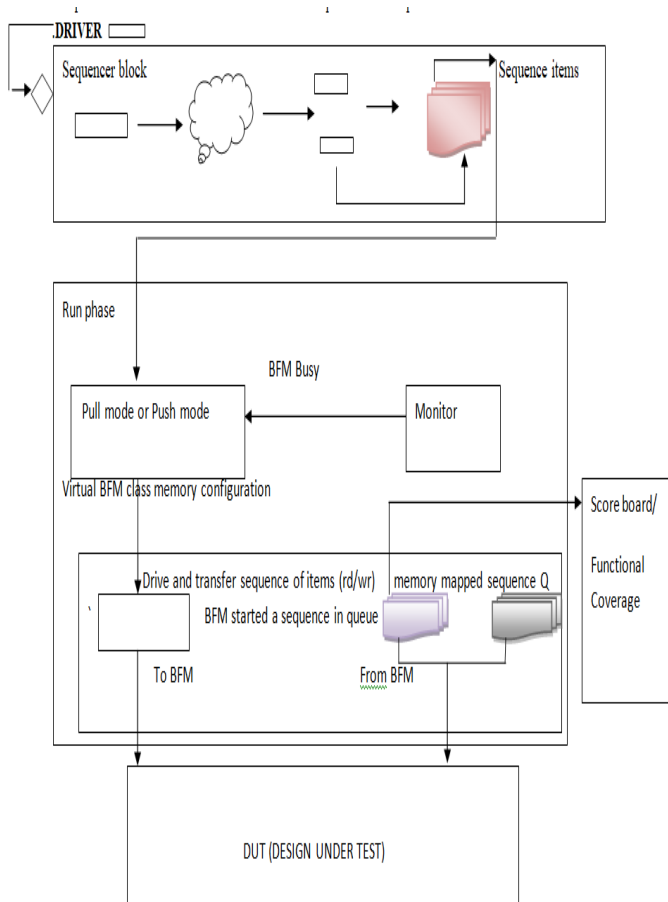 .DRIVER
Sequencer block
Sequence items
Run phase
BFM Busy
Pull mode or Push mode
Monitor
Virtual BFM class memory configuration
Score board/
Functional
Coverage
Drive and transfer sequence of items (rd/wr)
memory mapped sequence Q
BFM started a sequence in queue
To BFM
From BFM
DUT (DESIGN UNDER TEST)